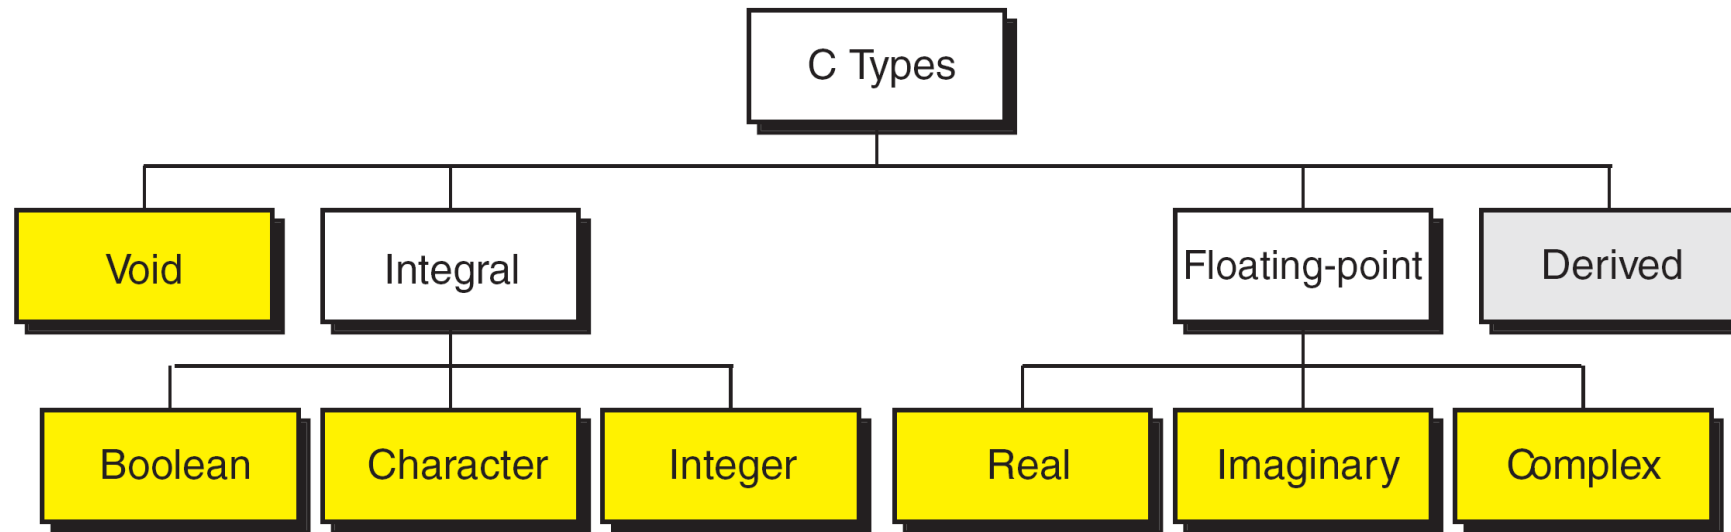 C Types
Void
Integral
Floating-point
Derived
Boolean
Character
Integer
Real
Imaginary
Complex